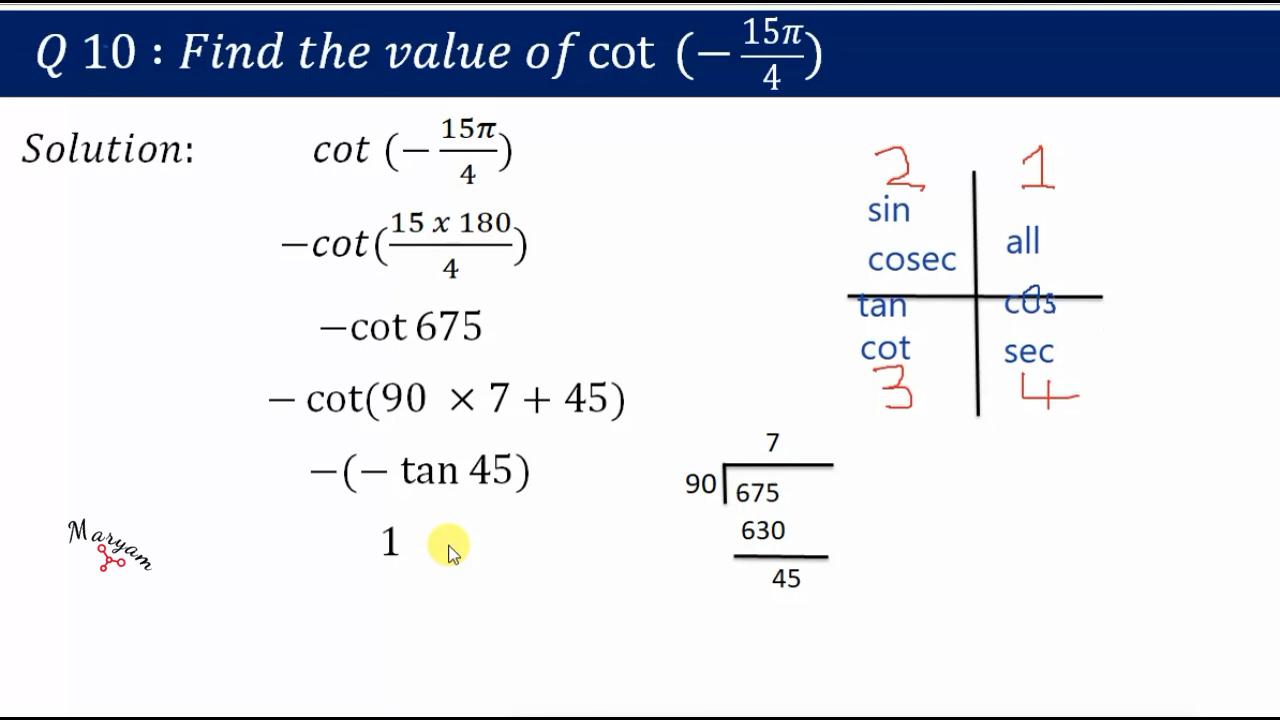 Q 10 : Find the value of cot (−15π/4)
Solution: cot (−15π/4)
−cot(15 x 180/4)
−cot 675
− cot(90 × 7 + 45)
−(− tan 45)
1
2 1
sin
all
cosec
tan cos
cot sec
3 4
7
90 675
630
45
Maryam